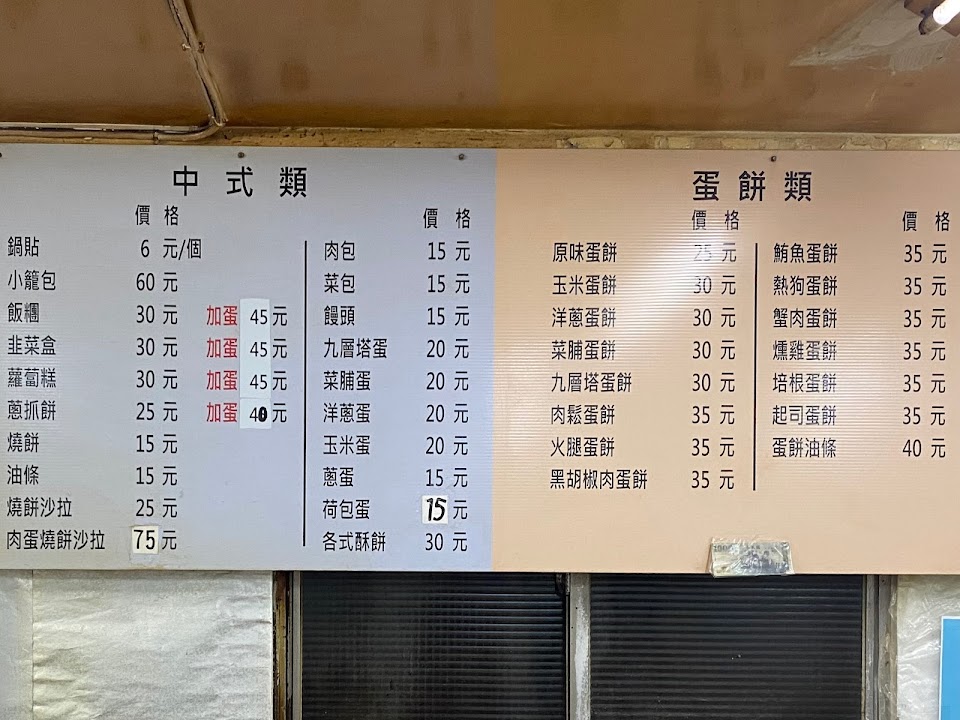 中式類
價格
鍋貼 6 元/個
小籠包 60 元
飯糰 30 元 加蛋 45 元
韭菜盒 30 元 加蛋 45 元
蘿蔔糕 30 元 加蛋 45 元
蔥抓餅 25 元 加蛋 40 元
燒餅 15 元
油條 15 元
燒餅沙拉 25 元
肉蛋燒餅沙拉 75 元
價格
肉包 15 元
菜包 15 元
饅頭 15 元
九層塔蛋 20 元
菜脯蛋 20 元
洋蔥蛋 20 元
玉米蛋 20 元
蔥蛋 15 元
荷包蛋 15 元
各式酥餅 30 元
蛋餅類
價格
原味蛋餅 25 元
玉米蛋餅 30 元
洋蔥蛋餅 30 元
菜脯蛋餅 30 元
九層塔蛋餅 30 元
肉鬆蛋餅 35 元
火腿蛋餅 35 元
黑胡椒肉蛋餅 35 元
價格
鮪魚蛋餅 35 元
熱狗蛋餅 35 元
蟹肉蛋餅 35 元
燻雞蛋餅 35 元
培根蛋餅 35 元
起司蛋餅 35 元
蛋餅油條 40 元